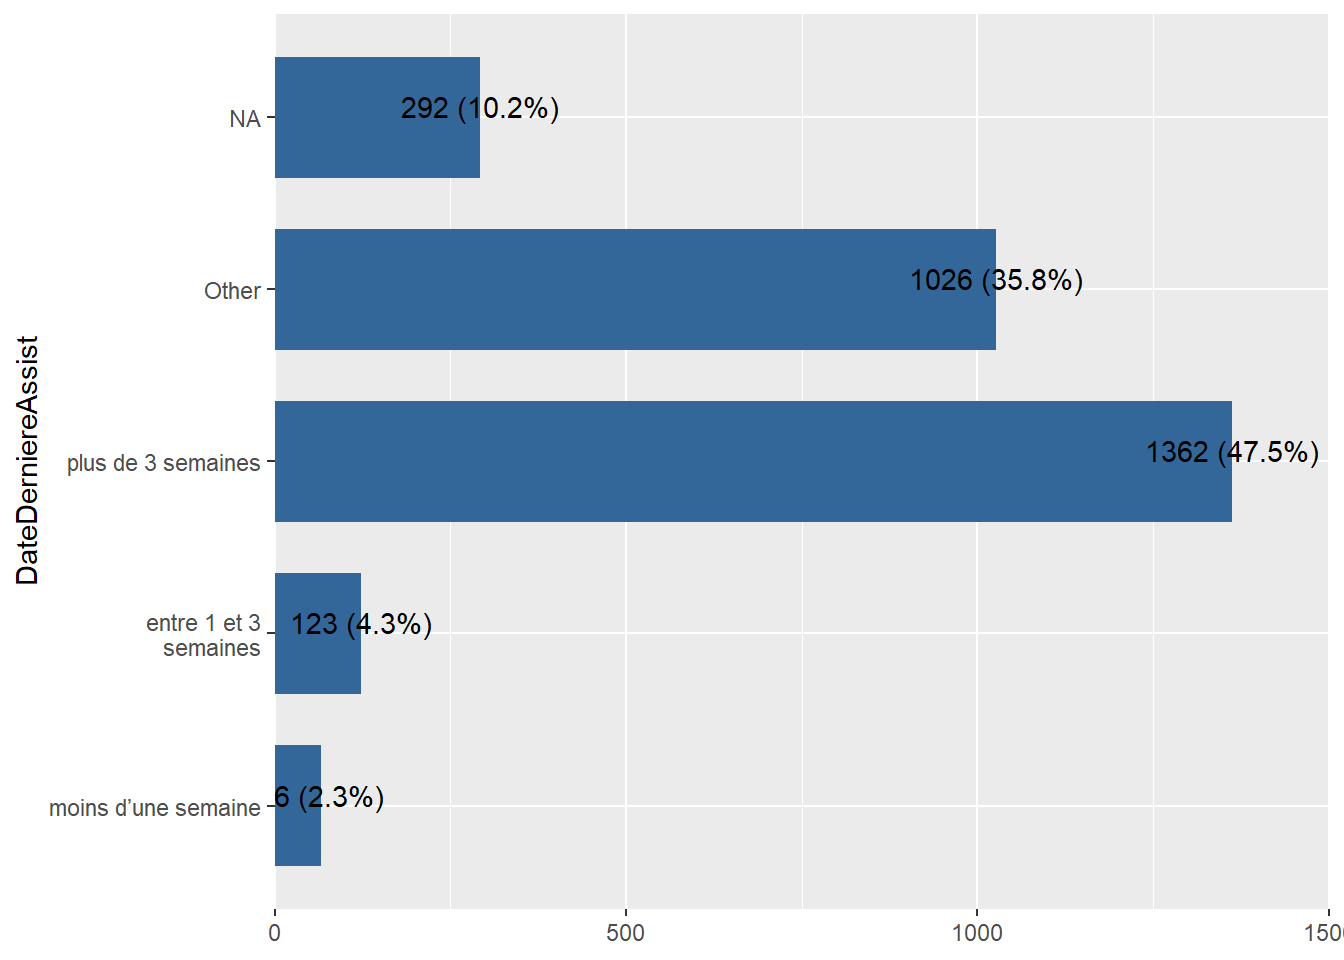 NA
292 (10.2%)
Other
1026 (35.8%)
plus de 3 semaines
1362 (47.5%)
entre 1 et 3
semaines
123 (4.3%)
moins d’une semaine
6 (2.3%)
DateDerniereAssist
0
500
1000
150